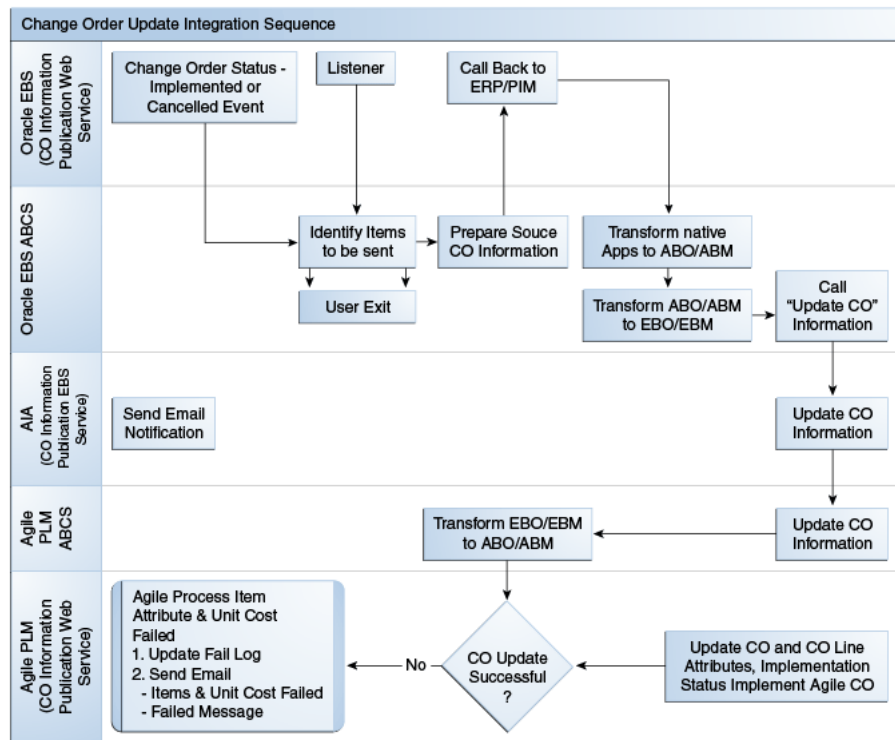 Change Order Update Integration Sequence
Oracle EBS
(CO Information
Publication Web
Service)
Change Order Status -
Implemented or
Cancelled Event
Listener
Call Back to
ERP/PIM
Oracle EBS ABCS
Identify Items
to be sent
Prepare Souce
CO Information
Transform native
Apps to ABO/ABM
User Exit
Transform ABO/ABM
to EBO/EBM
Call
“Update CO”
Information
AIA
(CO Information
Publication EBS
Service)
Send Email
Notification
Update CO
Information
Agile
PLM
ABCS
Transform EBO/EBM
to ABO/ABM
Update CO
Information
Agile PLM
(CO Information
Publication Web
Service)
Agile Process Item
Attribute & Unit Cost
Failed
1. Update Fail Log
2. Send Email
- Items & Unit Cost Failed
- Failed Message
No
CO Update
Successful
?
Update CO and CO Line
Attributes, Implementation
Status Implement Agile CO